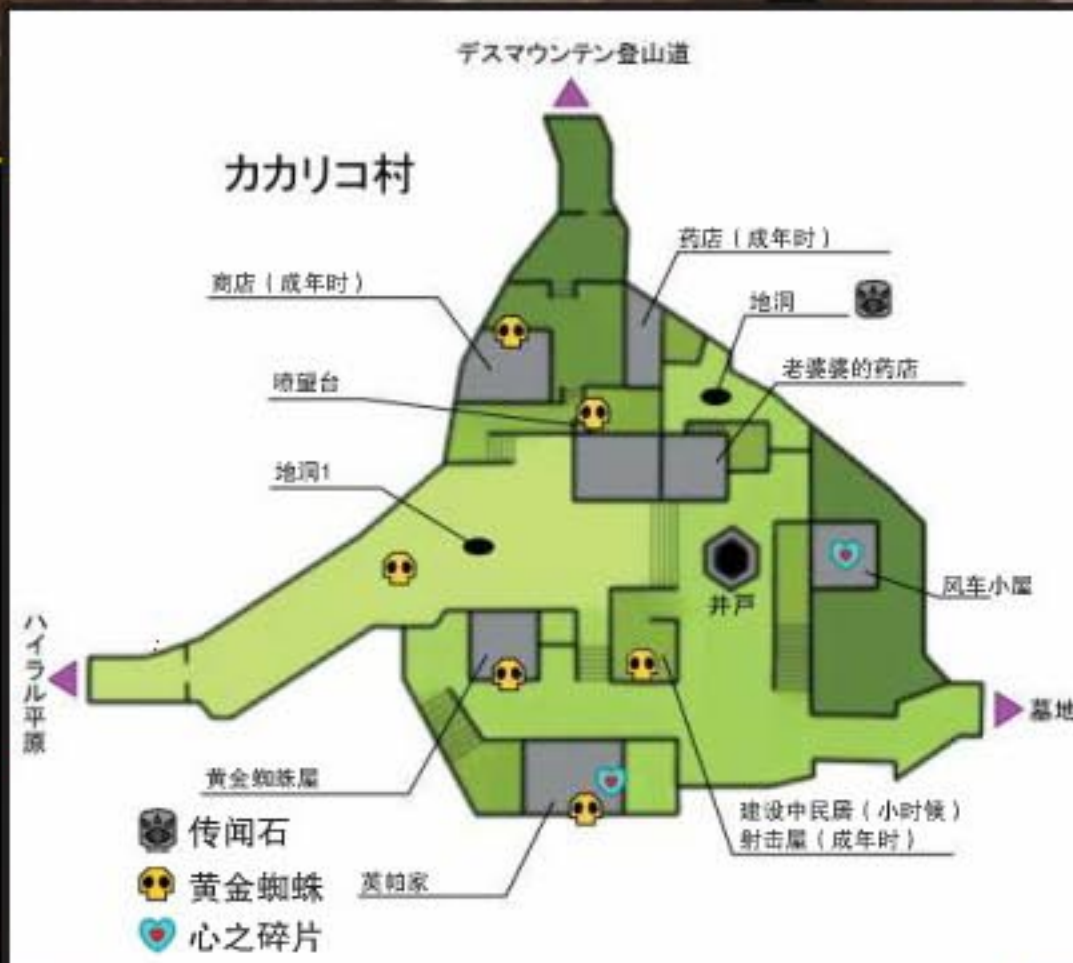 デスマウンテン登山道
カカリコ村
药店（成年时）
商店（成年时）
地洞
老婆婆的药店
喷望台
地洞1
风车小屋
井戸
ハイラル平原
墓地
黄金蜘蛛屋
建设中民居（小时候）
射击屋（成年时）
传闻石
黄金蜘蛛
英帕家
心之碎片